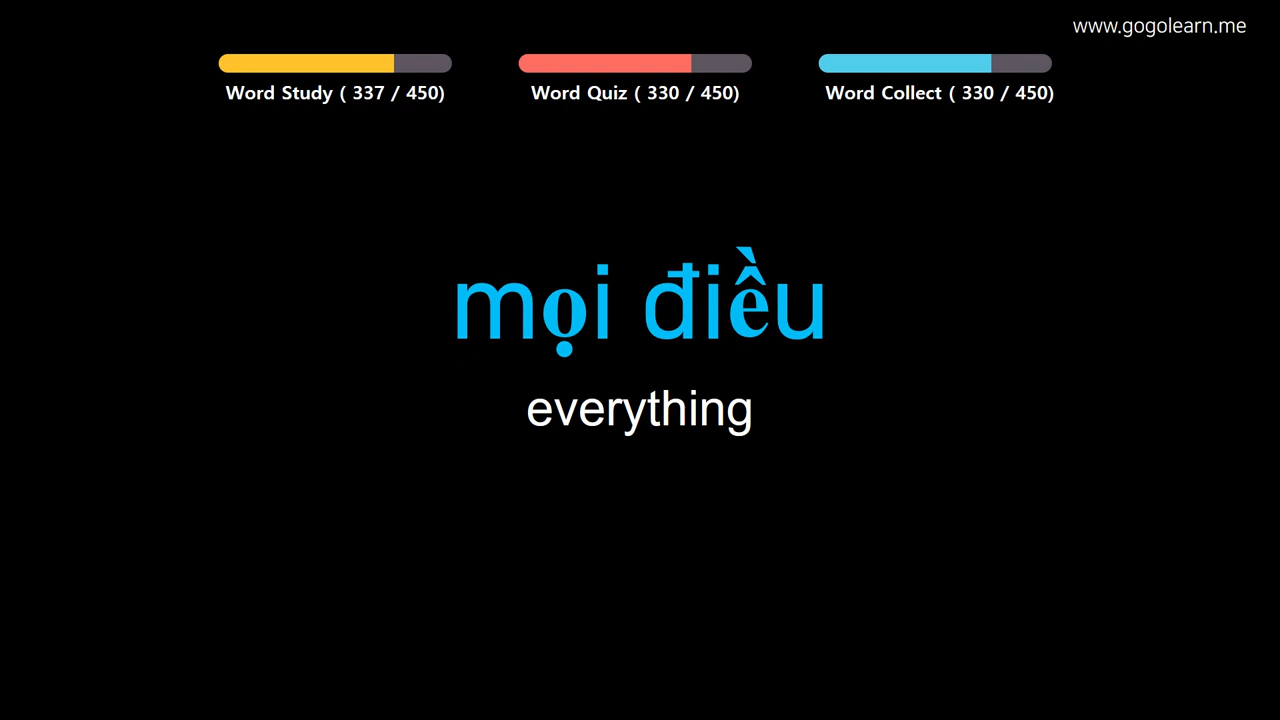 www.gogolearn.me
Word Study ( 337 / 450)
Word Quiz ( 330 / 450)
Word Collect ( 330 / 450)
mọi điều
everything